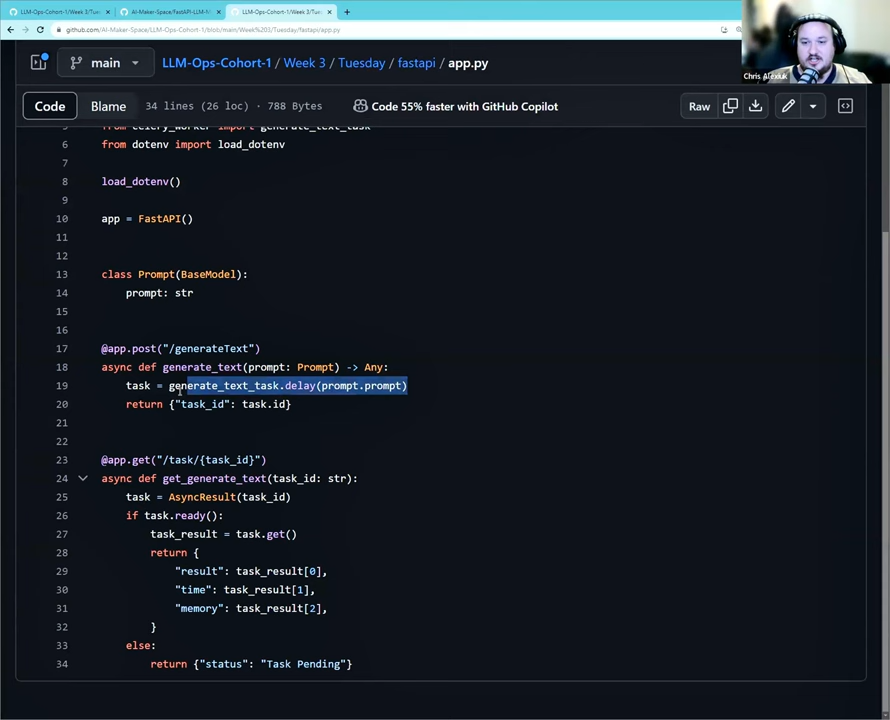 LLM-Ops-Cohort-1/Week 3/Tues
AI-Maker-Space/FastAPI-LLM-M
LLM-Ops-Cohort-1/Week 3/Tues
github.com/AI-Maker-Space/LLM-Ops-Cohort-1/blob/main/Week%203/Tuesday/fastapi/app.py
Chris Alexiuk
main
LLM-Ops-Cohort-1 / Week 3 / Tuesday / fastapi / app.py
Code Blame 34 lines (26 loc) · 788 Bytes Code 55% faster with GitHub Copilot Raw
5 from celery_worker import generate_text_task
6 from dotenv import load_dotenv
7
8 load_dotenv()
9
10 app = FastAPI()
11
12
13 class Prompt(BaseModel):
14 prompt: str
15
16
17 @app.post("/generateText")
18 async def generate_text(prompt: Prompt) -> Any:
19 task = generate_text_task.delay(prompt.prompt)
20 return {"task_id": task.id}
21
22
23 @app.get("/task/{task_id}")
24 async def get_generate_text(task_id: str):
25 task = AsyncResult(task_id)
26 if task.ready():
27 task_result = task.get()
28 return {
29 "result": task_result[0],
30 "time": task_result[1],
31 "memory": task_result[2],
32 }
33 else:
34 return {"status": "Task Pending"}